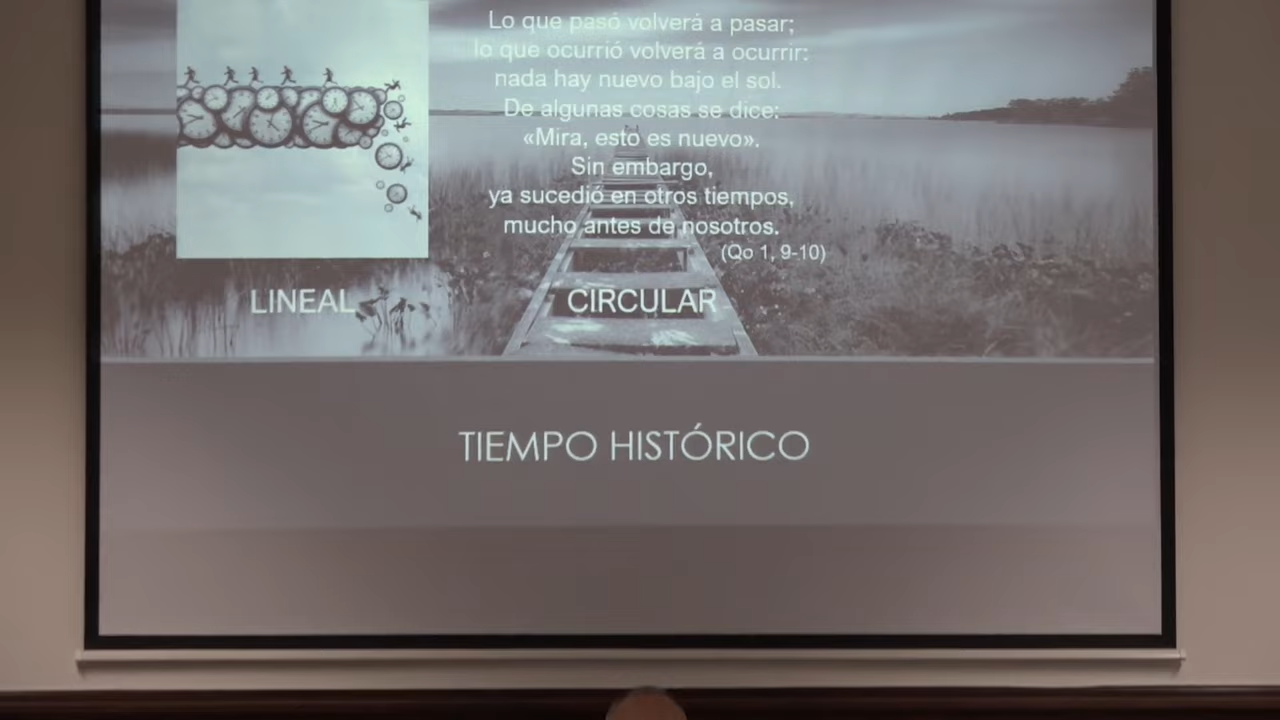 Lo que pasó volverá a pasar;
lo que ocurrió volverá a ocurrir:
nada hay nuevo bajo el sol.
De algunas cosas se dice:
«Mira, esto es nuevo».
Sin embargo,
ya sucedió en otros tiempos,
mucho antes de nosotros.
(Qo 1, 9-10)
LINEAL
CIRCULAR
TIEMPO HISTÓRICO